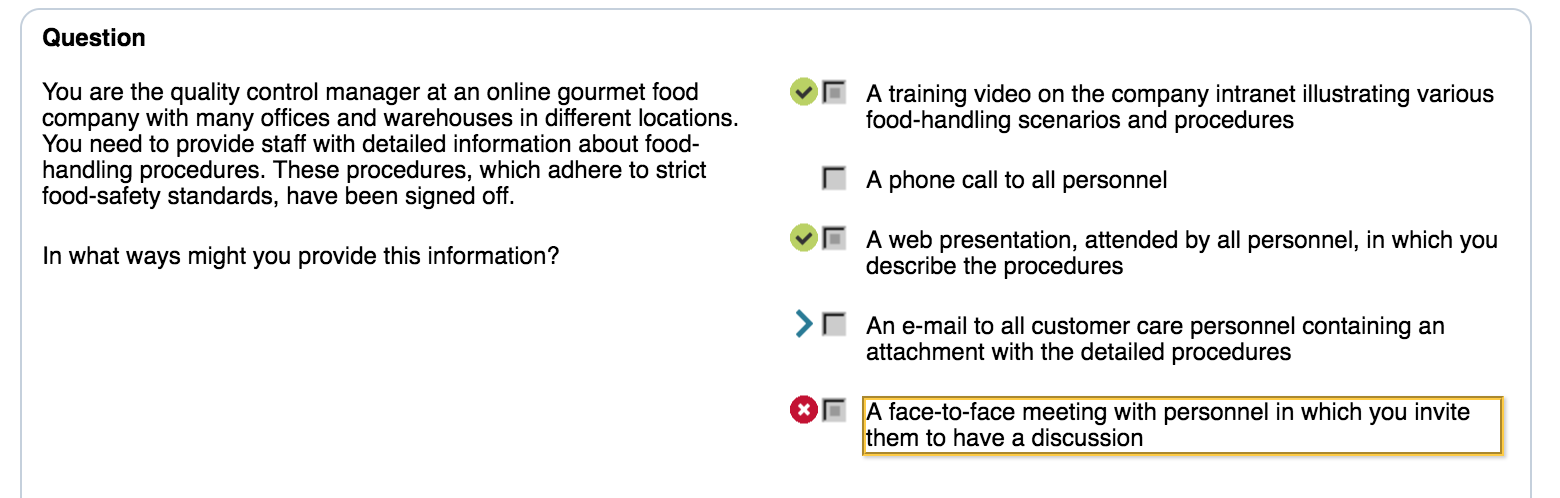 Question
You are the quality control manager at an online gourmet food
company with many offices and warehouses in different locations.
You need to provide staff with detailed information about food-
handling procedures. These procedures, which adhere to strict
food-safety standards, have been signed off.
In what ways might you provide this information?
A training video on the company intranet illustrating various
food-handling scenarios and procedures
A phone call to all personnel
A web presentation, attended by all personnel, in which you
describe the procedures
An e-mail to all customer care personnel containing an
attachment with the detailed procedures
A face-to-face meeting with personnel in which you invite
them to have a discussion